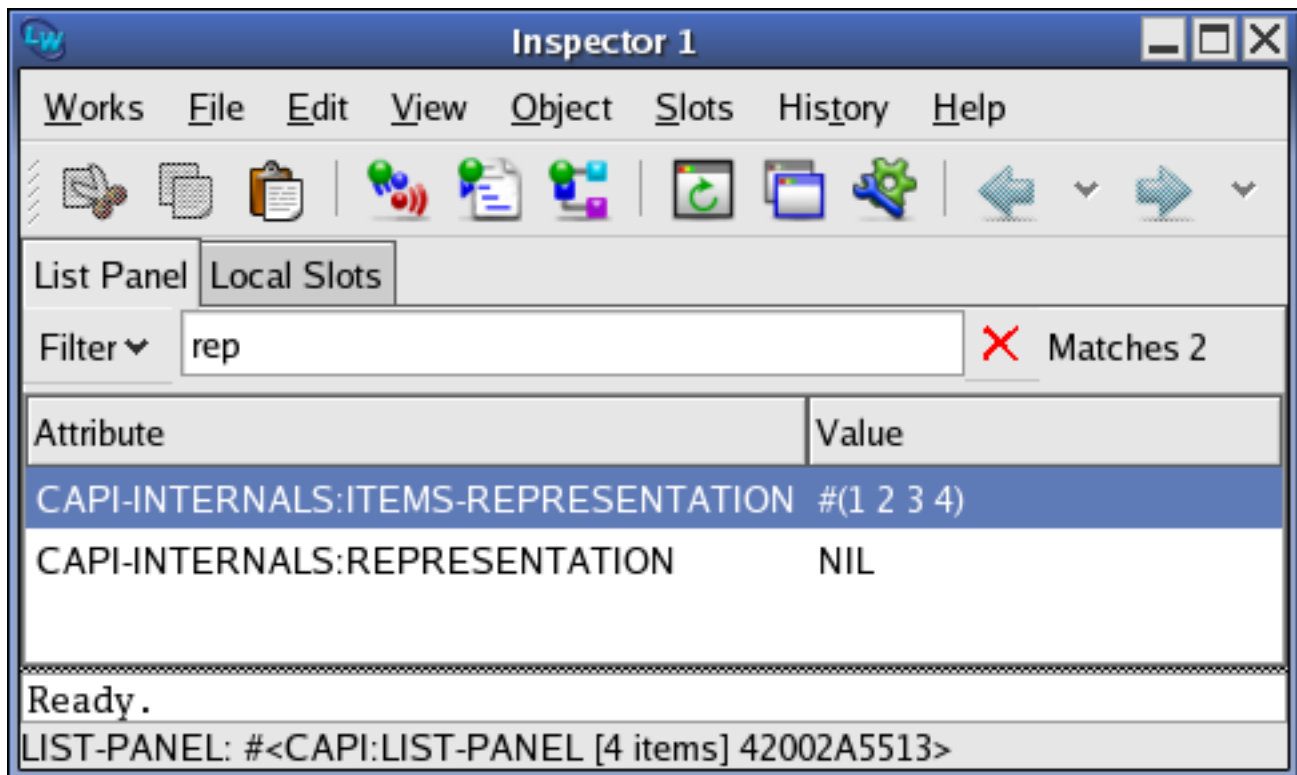 LW Inspector 1
Works File Edit View Object Slots History Help
List Panel Local Slots
Filter rep Matches 2
Attribute Value
CAPI-INTERNALS:ITEMS-REPRESENTATION #(1 2 3 4)
CAPI-INTERNALS:REPRESENTATION NIL
Ready.
LIST-PANEL: #<CAPI:LIST-PANEL [4 items] 42002A5513>